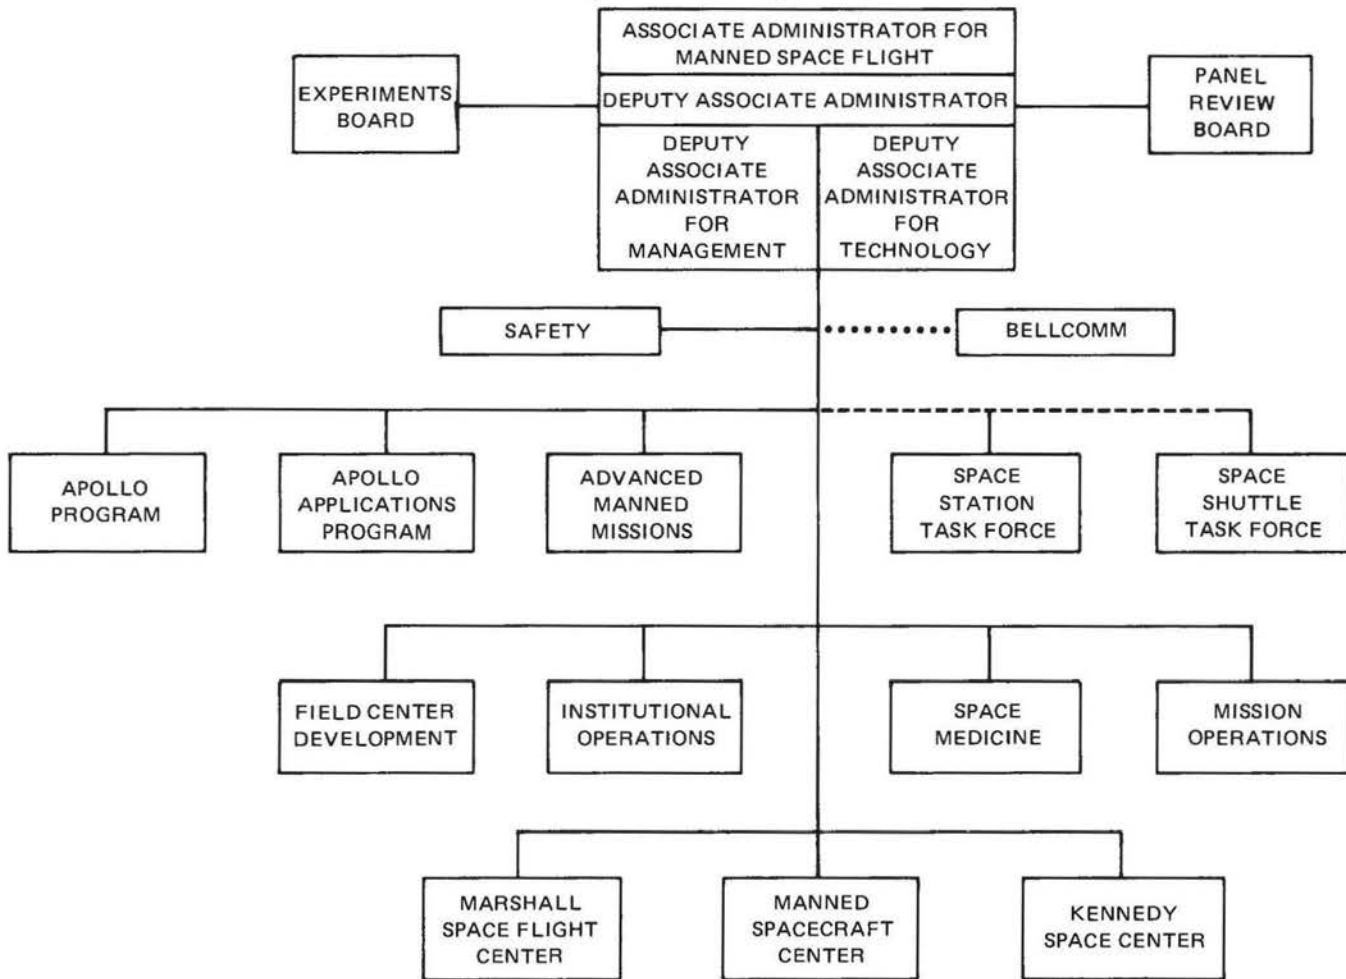 ASSOCIATE ADMINISTRATOR FOR
MANNED SPACE FLIGHT
EXPERIMENTS
BOARD
DEPUTY ASSOCIATE ADMINISTRATOR
PANEL
REVIEW
BOARD
DEPUTY
ASSOCIATE
ADMINISTRATOR
FOR
MANAGEMENT
DEPUTY
ASSOCIATE
ADMINISTRATOR
FOR
TECHNOLOGY
SAFETY
BELLCOMM
APOLLO
PROGRAM
APOLLO
APPLICATIONS
PROGRAM
ADVANCED
MANNED
MISSIONS
SPACE
STATION
TASK FORCE
SPACE
SHUTTLE
TASK FORCE
FIELD CENTER
DEVELOPMENT
INSTITUTIONAL
OPERATIONS
SPACE
MEDICINE
MISSION
OPERATIONS
MARSHALL
SPACE FLIGHT
CENTER
MANNED
SPACECRAFT
CENTER
KENNEDY
SPACE CENTER